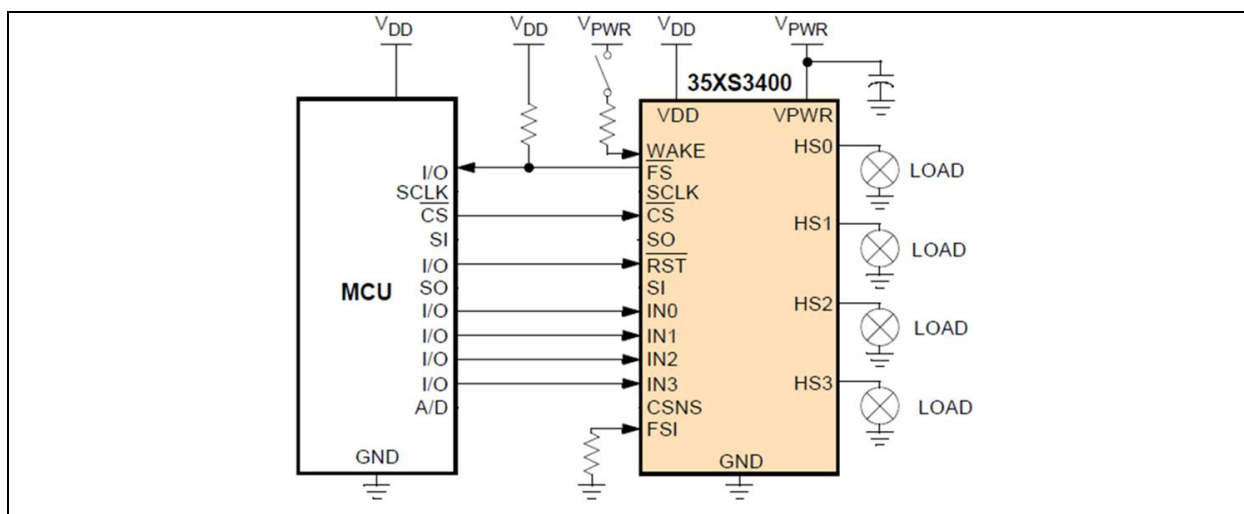 VDD VDD VPWR VDD VPWR
35XS3400
VDD VPWR
WAKE HS0
I/O FS LOAD
SCLK SCLK
CS CS HS1
SI SO LOAD
I/O RST
MCU SO SI HS2
I/O IN0 LOAD
I/O IN1
I/O IN2
I/O IN3 HS3
A/D CSNS LOAD
FSI
GND GND